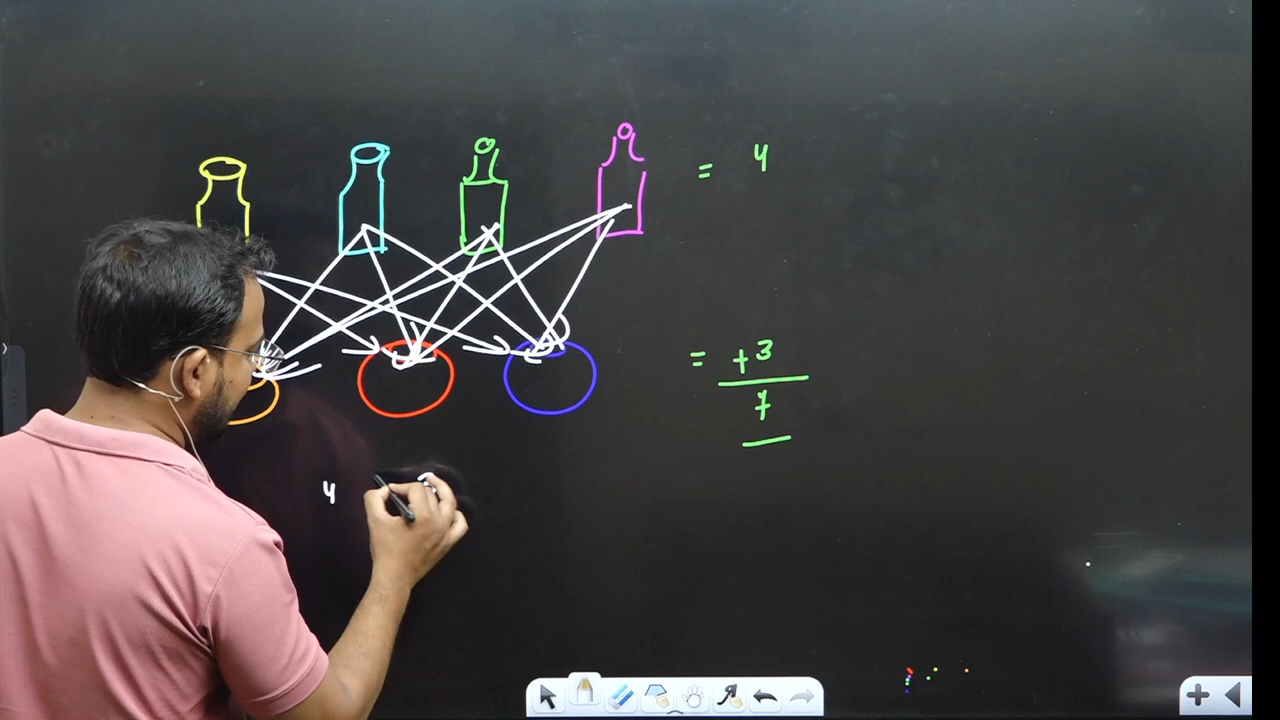 = 4
= + 3
7
4